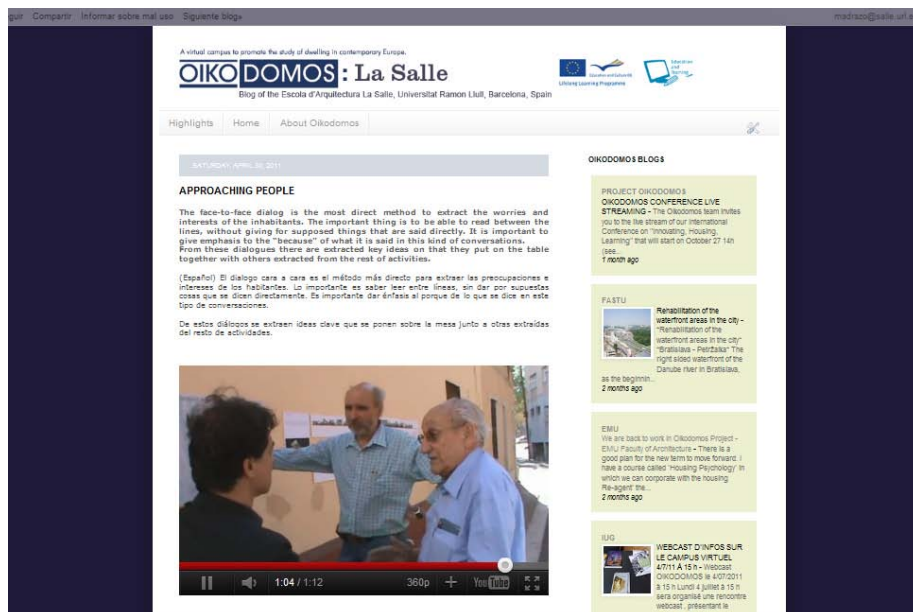 guir Compartir Informar sobre mal uso Siguiente blog»
madrazo@salle.url.e
A virtual campus to promote the study of dwelling in contemporary Europe.
OIKODOMOS : La Salle
Blog of the Escola d'Arquitectura La Salle, Universitat Ramon Llull, Barcelona, Spain
Education and Culture DG
Lifelong Learning Programme
Education
and
learning
Highlights Home About Oikodomos
SATURDAY, APRIL 30, 2011
APPROACHING PEOPLE
The face-to-face dialog is the most direct method to extract the worries and
interests of the inhabitants. The important thing is to be able to read between the
lines, without giving for supposed things that are said directly. It is important to
give emphasis to the "because" of what it is said in this kind of conversations.
From these dialogues there are extracted key ideas on that they put on the table
together with others extracted from the rest of activities.
(Español) El dialogo cara a cara es el método más directo para extraer las preocupaciones e
intereses de los habitantes. Lo importante es saber leer entre líneas, sin dar por supuestas
cosas que se dicen directamente. Es importante dar énfasis al porque de lo que se dice en este
tipo de conversaciones.
De estos diálogos se extraen ideas clave que se ponen sobre la mesa junto a otras extraídas
del resto de actividades.
1:04 / 1:12 360p YouTube
OIKODOMOS BLOGS
PROJECT OIKODOMOS
OIKODOMOS CONFERENCE LIVE
STREAMING - The Oikodomos team invites
you to the live stream of our International
Conference on "Innovating, Housing,
Learning" that will start on October 27 14h
(see...
1 month ago
FASTU
Rehabilitation of the
waterfront areas in the city -
"Rehabilitation of the
waterfront areas in the city"
"Bratislava - Petržalka" The
right sided waterfront of the
Danube river in Bratislava,
as the beginnin...
2 months ago
EMU
We are back to work in Oikodomos Project -
EMU Faculty of Architecture - There is a
good plan for the new term to move forward. I
have a course called 'Housing Psychology' in
which we can corporate with the housing
Re-agent' the...
2 months ago
IUG
WEBCAST D'INFOS SUR
LE CAMPUS VIRTUEL
4/7/11 À 15 h - Webcast
OIKODOMOS le 4/07/2011
à 15 h Lundi 4 juillet à 15 h
sera organisé une rencontre
webcast , présentant le